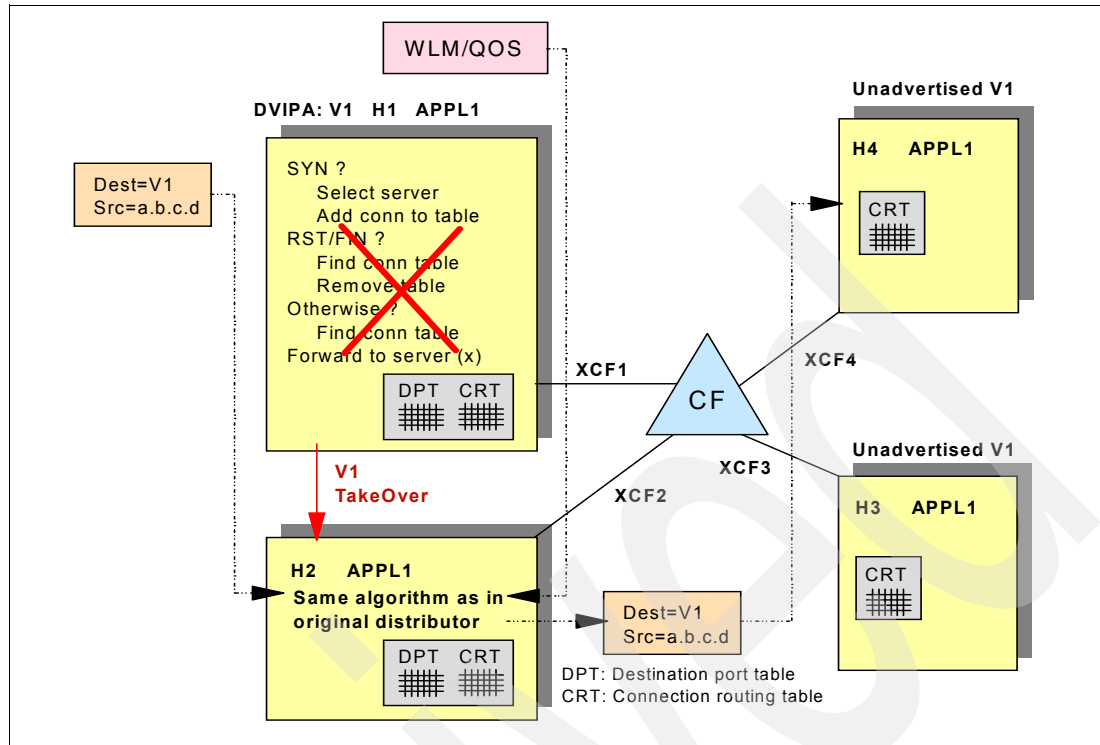 WLM/QOS
DVIPA: V1 H1 APPL1
Unadvertised V1
Dest=V1
Src=a.b.c.d
SYN ?
Select server
Add conn to table
RST/FIN ?
Find conn table
Remove table
Otherwise ?
Find conn table
Forward to server (x)
DPT CRT
H4 APPL1
CRT
XCF1
XCF4
CF
V1
TakeOver
XCF2
XCF3
Unadvertised V1
H3 APPL1
CRT
H2 APPL1
Same algorithm as in
original distributor
DPT CRT
Dest=V1
Src=a.b.c.d
DPT: Destination port table
CRT: Connection routing table